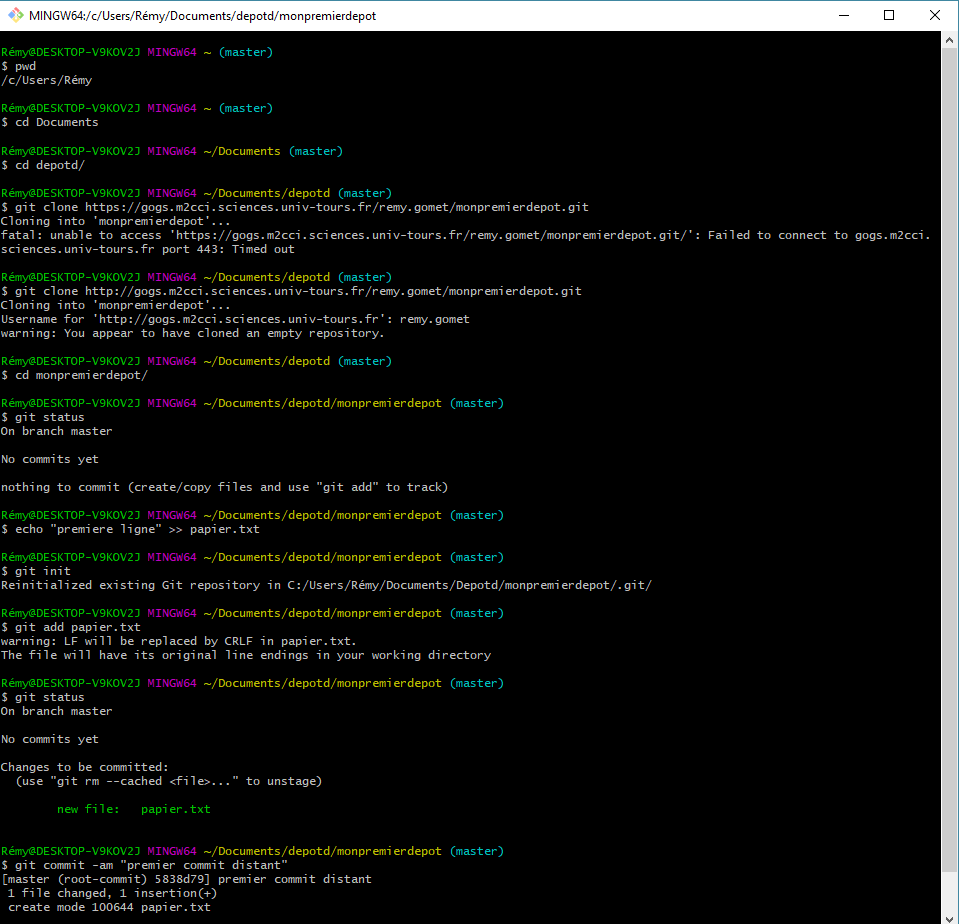 MINGW64:/c/Users/Rémy/Documents/depotd/monpremierdepot
Rémy@DESKTOP-V9KOV2J MINGW64 ~ (master)
$ pwd
/c/Users/Rémy
Rémy@DESKTOP-V9KOV2J MINGW64 ~ (master)
$ cd Documents
Rémy@DESKTOP-V9KOV2J MINGW64 ~/Documents (master)
$ cd depotd/
Rémy@DESKTOP-V9KOV2J MINGW64 ~/Documents/depotd (master)
$ git clone https://gogs.m2cci.sciences.univ-tours.fr/remy.gomet/monpremierdepot.git
Cloning into 'monpremierdepot'...
fatal: unable to access 'https://gogs.m2cci.sciences.univ-tours.fr/remy.gomet/monpremierdepot.git/': Failed to connect to gogs.m2cci.
sciences.univ-tours.fr port 443: Timed out
Rémy@DESKTOP-V9KOV2J MINGW64 ~/Documents/depotd (master)
$ git clone http://gogs.m2cci.sciences.univ-tours.fr/remy.gomet/monpremierdepot.git
Cloning into 'monpremierdepot'...
Username for 'http://gogs.m2cci.sciences.univ-tours.fr': remy.gomet
warning: You appear to have cloned an empty repository.
Rémy@DESKTOP-V9KOV2J MINGW64 ~/Documents/depotd (master)
$ cd monpremierdepot/
Rémy@DESKTOP-V9KOV2J MINGW64 ~/Documents/depotd/monpremierdepot (master)
$ git status
On branch master
No commits yet
nothing to commit (create/copy files and use "git add" to track)
Rémy@DESKTOP-V9KOV2J MINGW64 ~/Documents/depotd/monpremierdepot (master)
$ echo "premiere ligne" >> papier.txt
Rémy@DESKTOP-V9KOV2J MINGW64 ~/Documents/depotd/monpremierdepot (master)
$ git init
Reinitialized existing Git repository in C:/Users/Rémy/Documents/Depotd/monpremierdepot/.git/
Rémy@DESKTOP-V9KOV2J MINGW64 ~/Documents/depotd/monpremierdepot (master)
$ git add papier.txt
warning: LF will be replaced by CRLF in papier.txt.
The file will have its original line endings in your working directory
Rémy@DESKTOP-V9KOV2J MINGW64 ~/Documents/depotd/monpremierdepot (master)
$ git status
On branch master
No commits yet
Changes to be committed:
(use "git rm --cached <file>..." to unstage)
new file: papier.txt
Rémy@DESKTOP-V9KOV2J MINGW64 ~/Documents/depotd/monpremierdepot (master)
$ git commit -am "premier commit distant"
[master (root-commit) 5838d79] premier commit distant
1 file changed, 1 insertion(+)
create mode 100644 papier.txt